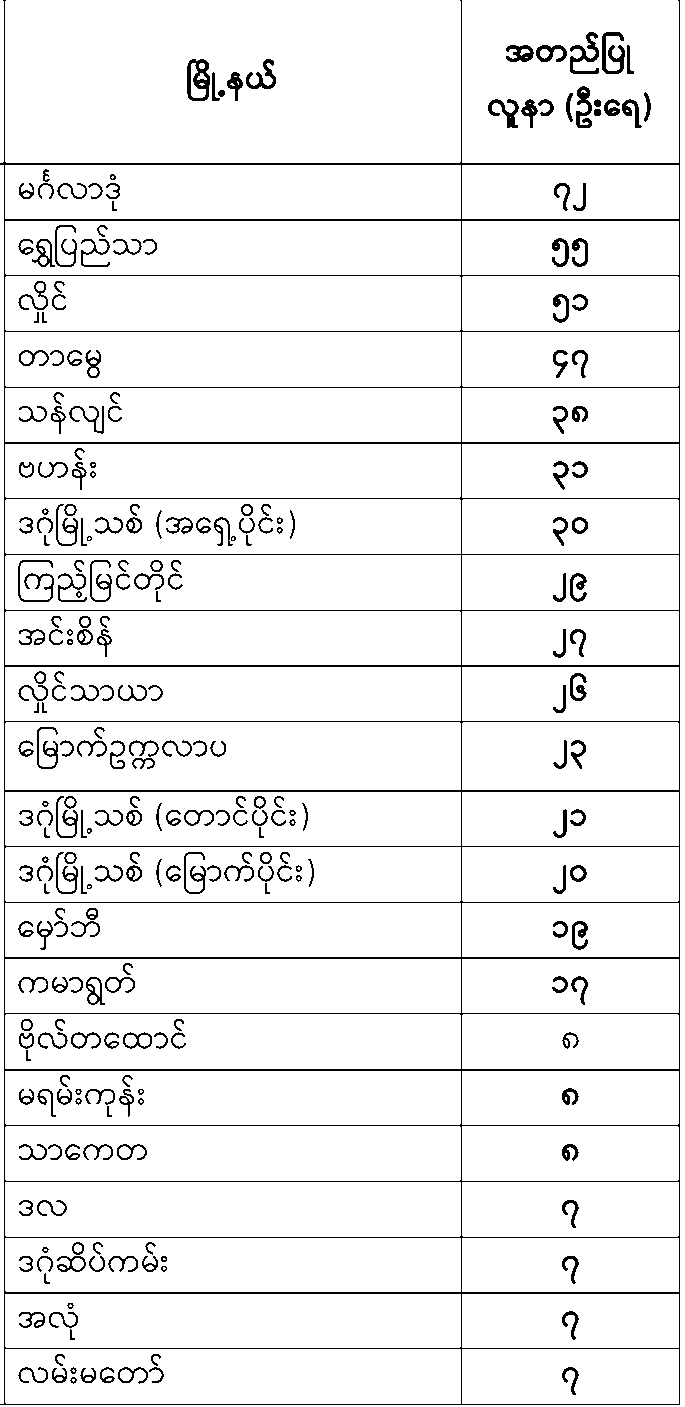 မြို့နယ် အတည်ပြု
လူနာ (ဦးရေ)
မင်္ဂလာဒုံ ၇၂
ရွှေပြည်သာ ၅၅
လှိုင် ၅၁
တာမွေ ၄၇
သန်လျင် ၃၈
ဗဟန်း ၃၁
ဒဂုံမြို့သစ် (အရှေ့ပိုင်း) ၃၀
ကြည့်မြင်တိုင် ၂၉
အင်းစိန် ၂၇
လှိုင်သာယာ ၂၆
မြောက်ဥက္ကလာပ ၂၃
ဒဂုံမြို့သစ် (တောင်ပိုင်း) ၂၁
ဒဂုံမြို့သစ် (မြောက်ပိုင်း) ၂၀
မှော်ဘီ ၁၉
ကမာရွတ် ၁၇
ဗိုလ်တထောင် ၈
မရမ်းကုန်း ၈
သာကေတ ၈
ဒလ ၇
ဒဂုံဆိပ်ကမ်း ၇
အလုံ ၇
လမ်းမတော် ၇